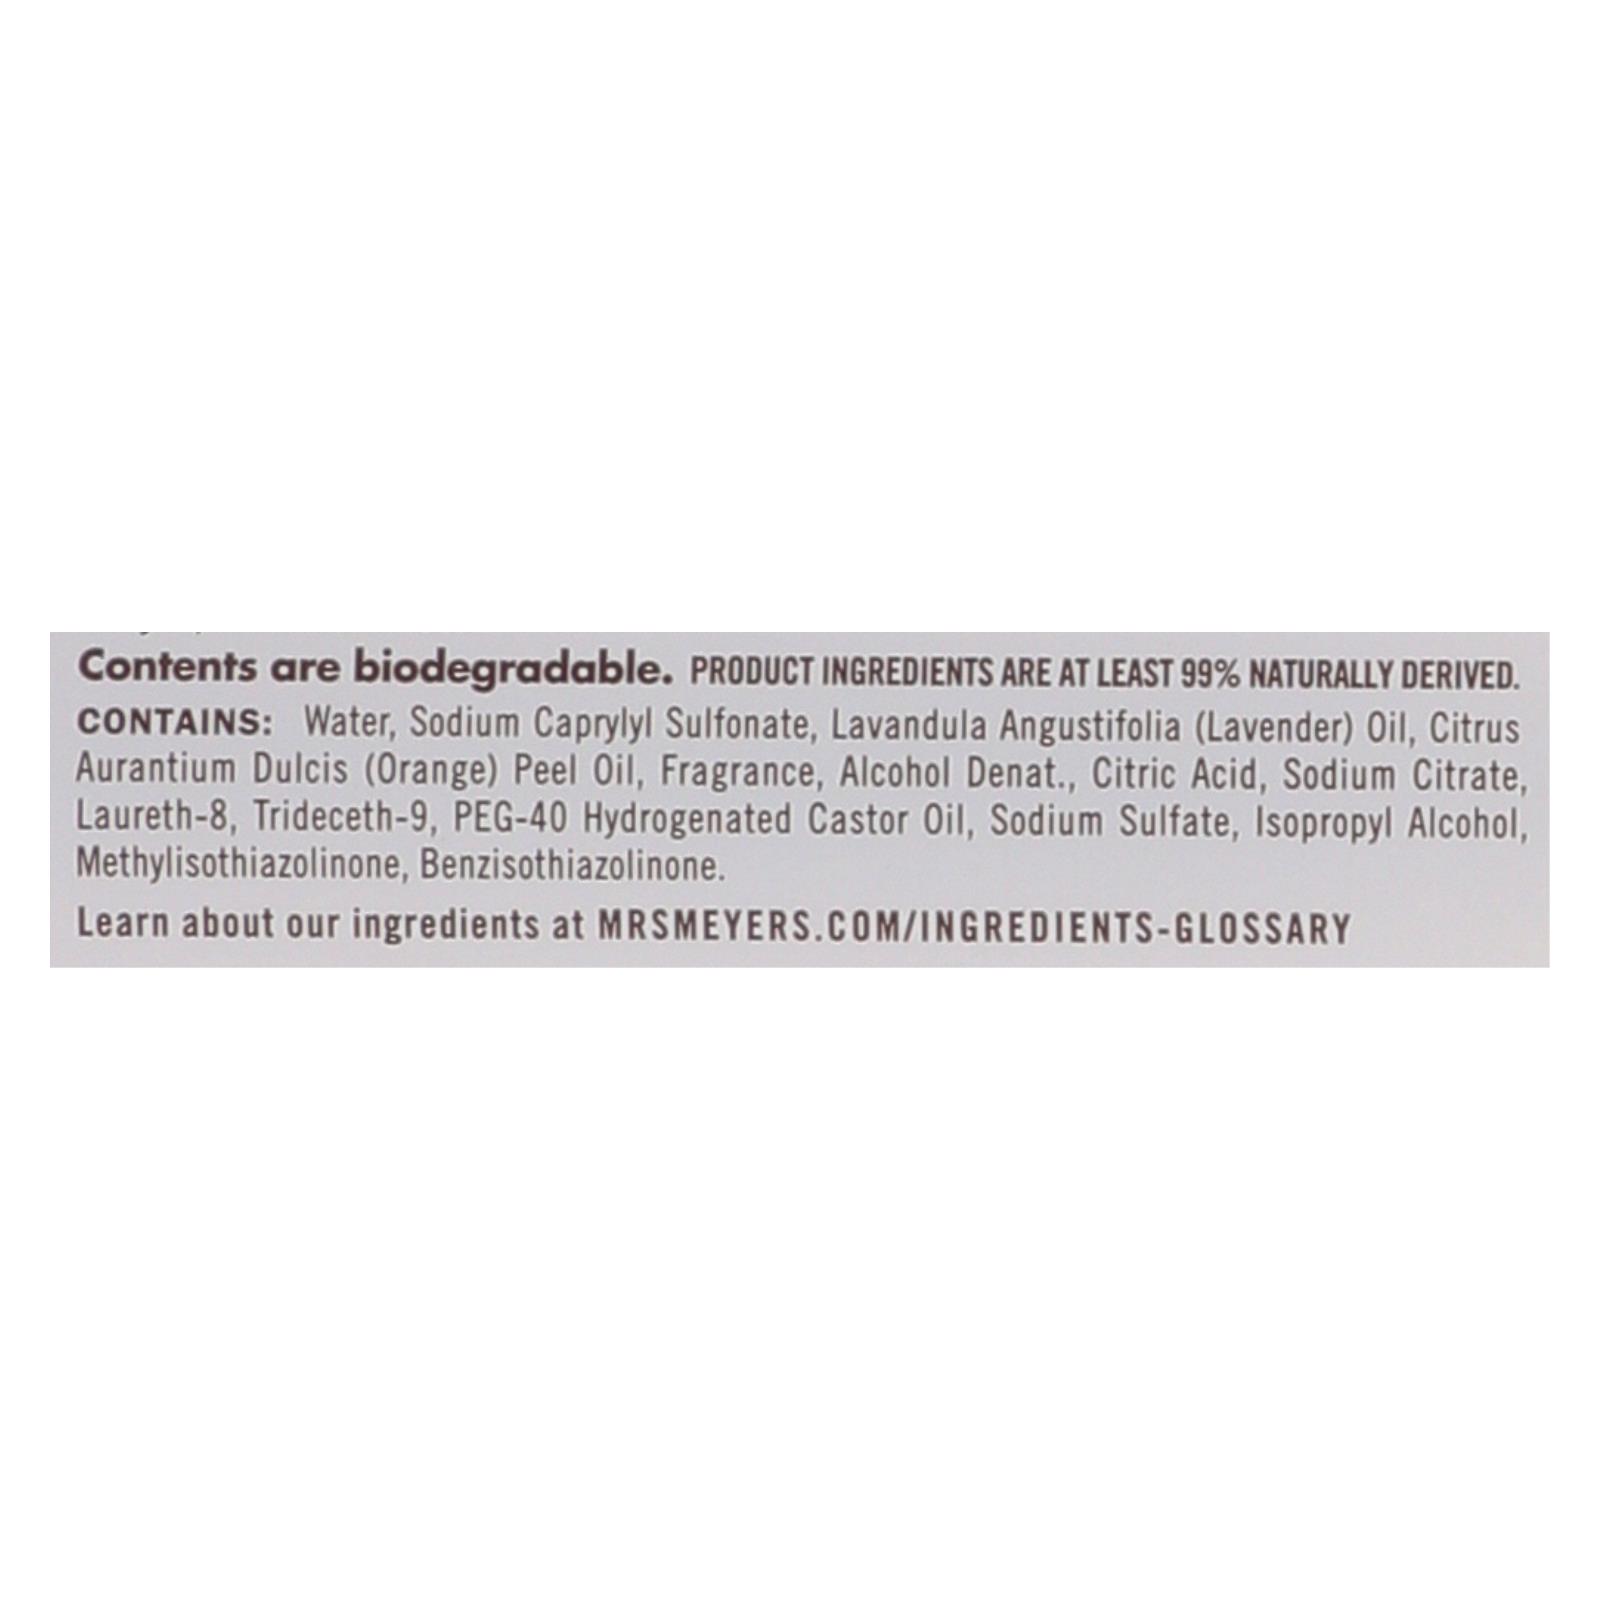 Contents are biodegradable. PRODUCT INGREDIENTS ARE AT LEAST 99% NATURALLY DERIVED.
CONTAINS: Water, Sodium Caprylyl Sulfonate, Lavandula Angustifolia (Lavender) Oil, Citrus
Aurantium Dulcis (Orange) Peel Oil, Fragrance, Alcohol Denat., Citric Acid, Sodium Citrate,
Laureth-8, Trideceth-9, PEG-40 Hydrogenated Castor Oil, Sodium Sulfate, Isopropyl Alcohol,
Methylisothiazolinone, Benzisothiazolinone.
Learn about our ingredients at MRSMEYERS.COM/INGREDIENTS-GLOSSARY